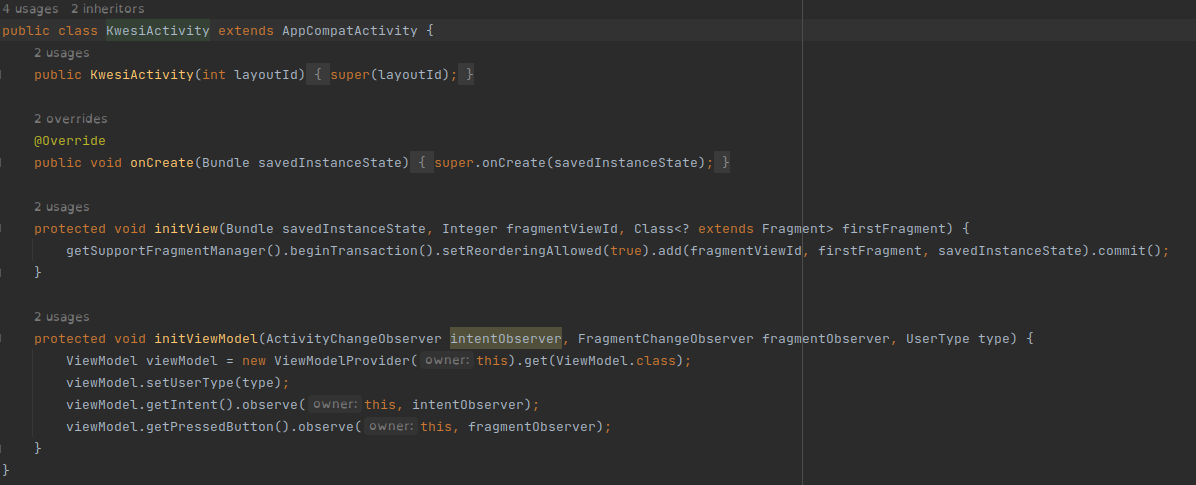 4 usages   2 inheritors
public class KwesiActivity extends AppCompatActivity {
    2 usages
    public KwesiActivity(int layoutId) { super(layoutId); }

    2 overrides
    @Override
    public void onCreate(Bundle savedInstanceState) { super.onCreate(savedInstanceState); }

    2 usages
    protected void initView(Bundle savedInstanceState, Integer fragmentViewId, Class<? extends Fragment> firstFragment) {
        getSupportFragmentManager().beginTransaction().setReorderingAllowed(true).add(fragmentViewId, firstFragment, savedInstanceState).commit();
    }

    2 usages
    protected void initViewModel(ActivityChangeObserver intentObserver, FragmentChangeObserver fragmentObserver, UserType type) {
        ViewModel viewModel = new ViewModelProvider( owner: this).get(ViewModel.class);
        viewModel.setUserType(type);
        viewModel.getIntent().observe( owner: this, intentObserver);
        viewModel.getPressedButton().observe( owner: this, fragmentObserver);
    }
}